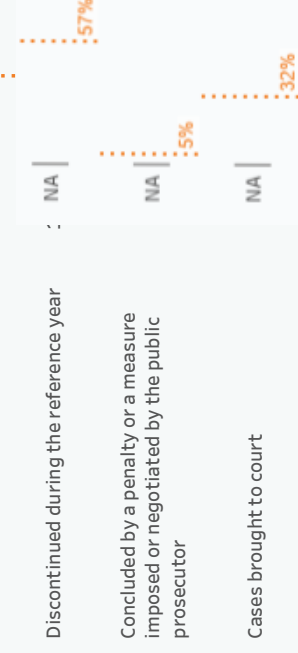 57%
NA
Discontinued during the reference year
5%
NA
Concluded by a penalty or a measure
imposed or negotiated by the public
prosecutor
32%
NA
Cases brought to court